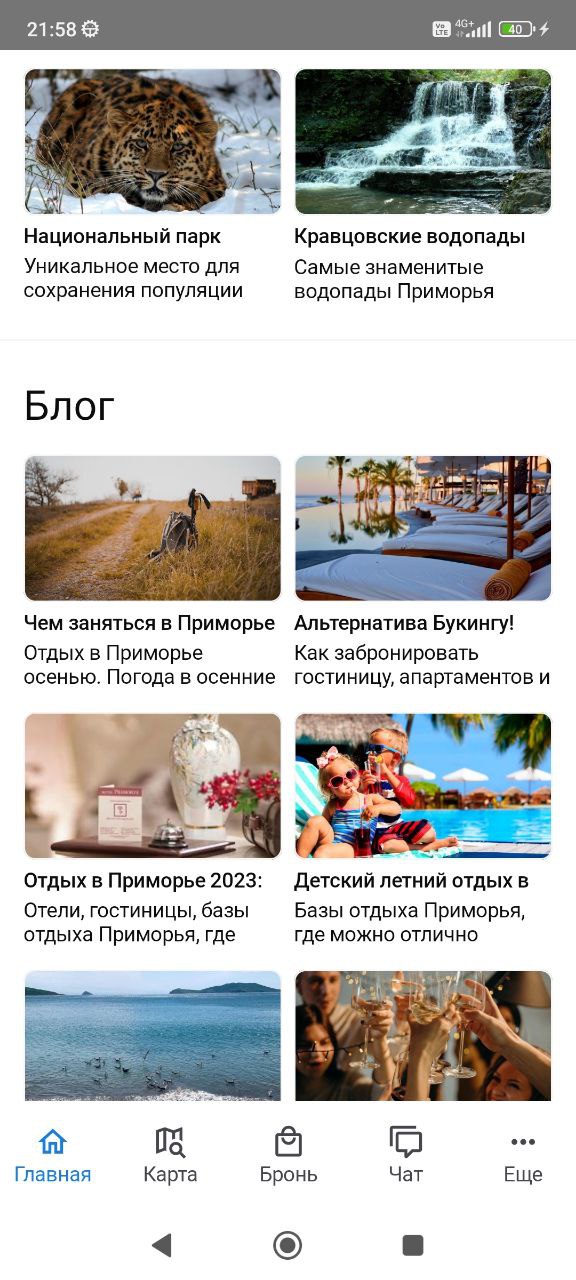 21:58
Vo LTE 4G+ 40
Национальный парк
Уникальное место для
сохранения популяции
Кравцовские водопады
Самые знаменитые
водопады Приморья
Блог
Чем заняться в Приморье
Отдых в Приморье
осенью. Погода в осенние
Альтернатива Букингу!
Как забронировать
гостиницу, апартаментов и
Отдых в Приморье 2023:
Отели, гостиницы, базы
отдыха Приморья, где
Детский летний отдых в
Базы отдыха Приморья,
где можно отлично
Главная
Карта
Бронь
Чат
Еще